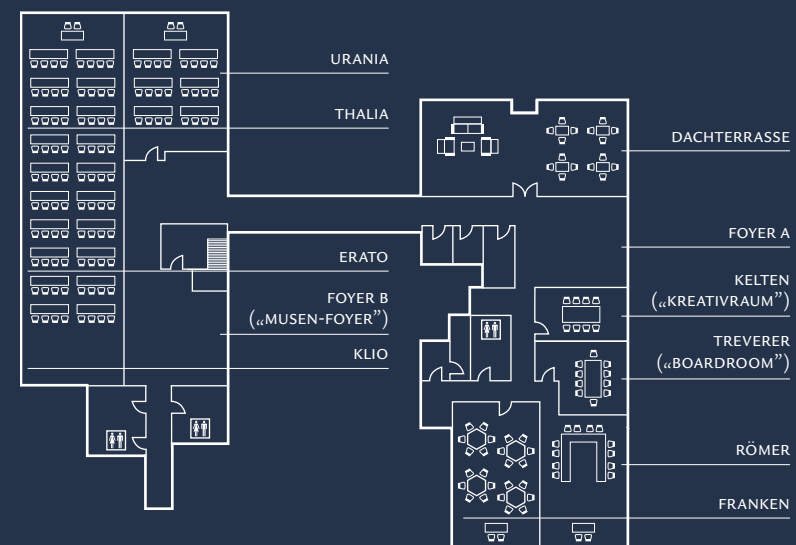 URANIA
THALIA
ERATO
FOYER B
(„MUSEN-FOYER”)
KLIO
DACHTERRASSE
FOYER A
KELTEN
(„KREATIVRAUM”)
TREVERER
(„BOARDROOM”)
RÖMER
FRANKEN